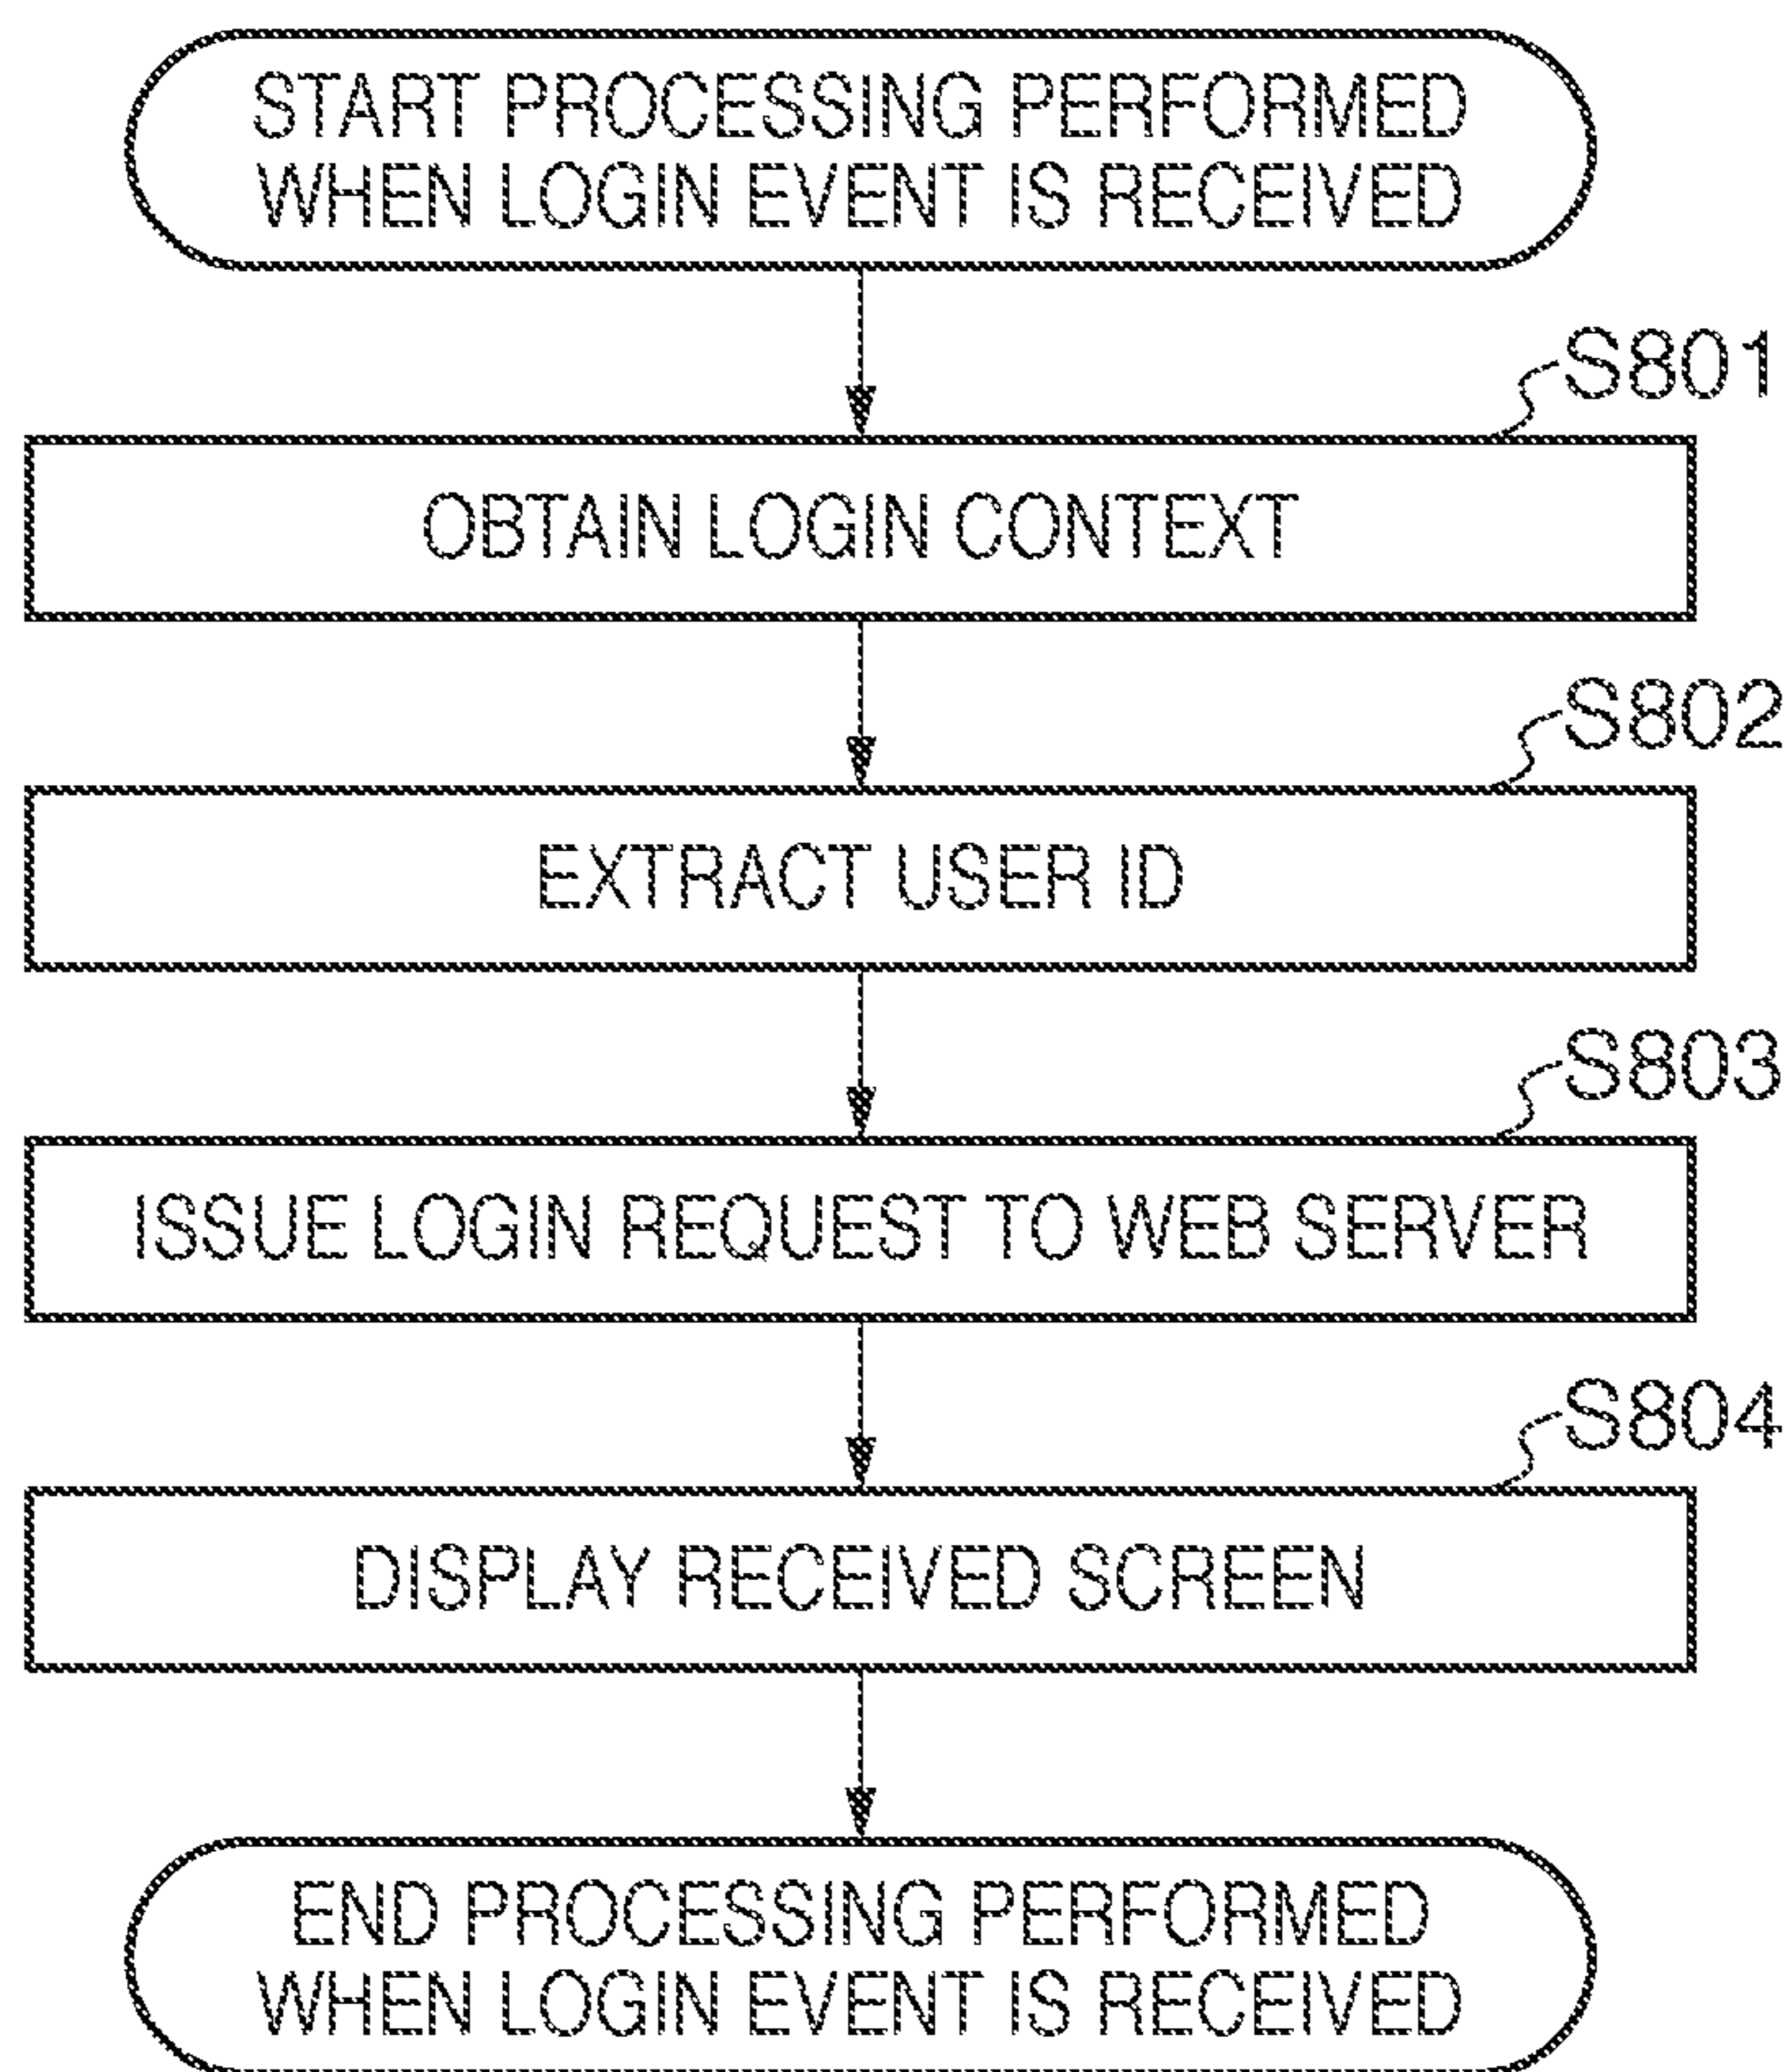 START PROCESSING PERFORMED
WHEN LOGIN EVENT IS RECEIVED
S801
OBTAIN LOGIN CONTEXT
S802
EXTRACT USER ID
S803
ISSUE LOGIN REQUEST TO WEB SERVER
S804
DISPLAY RECEIVED SCREEN
END PROCESSING PERFORMED
WHEN LOGIN EVENT IS RECEIVED